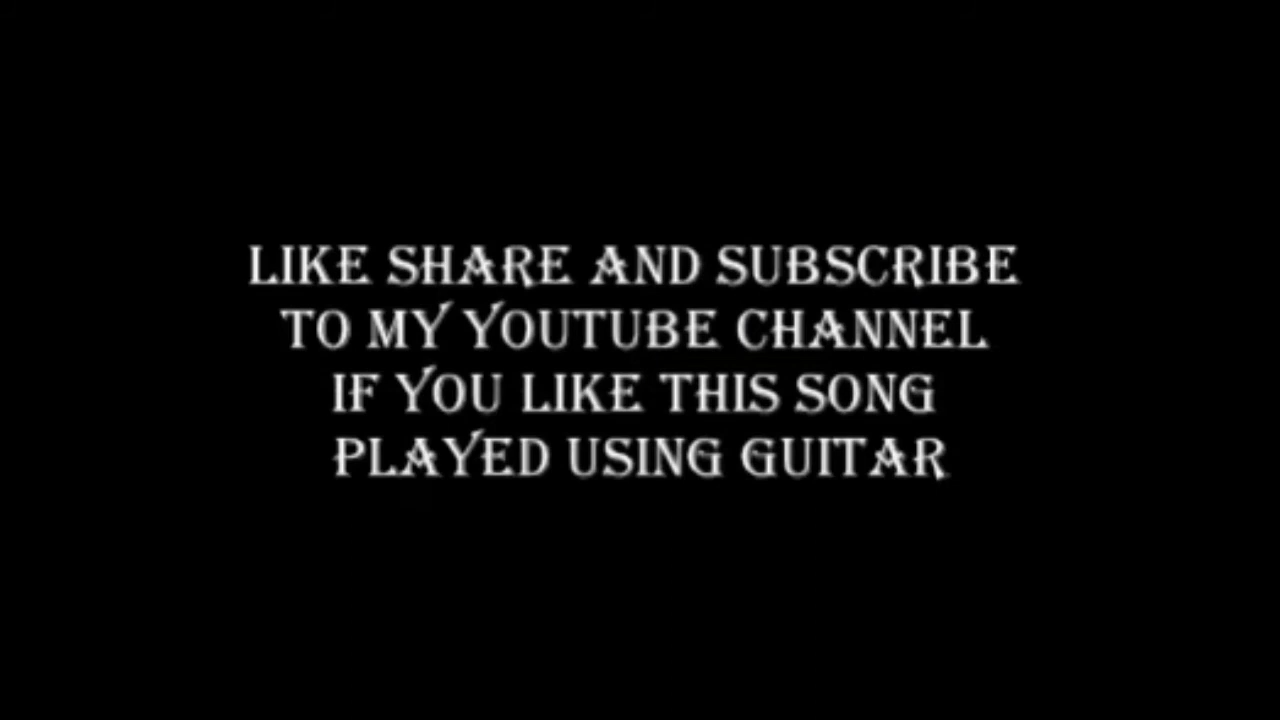 LIKE SHARE AND SUBSCRIBE
TO MY YOUTUBE CHANNEL
IF YOU LIKE THIS SONG
PLAYED USING GUITAR